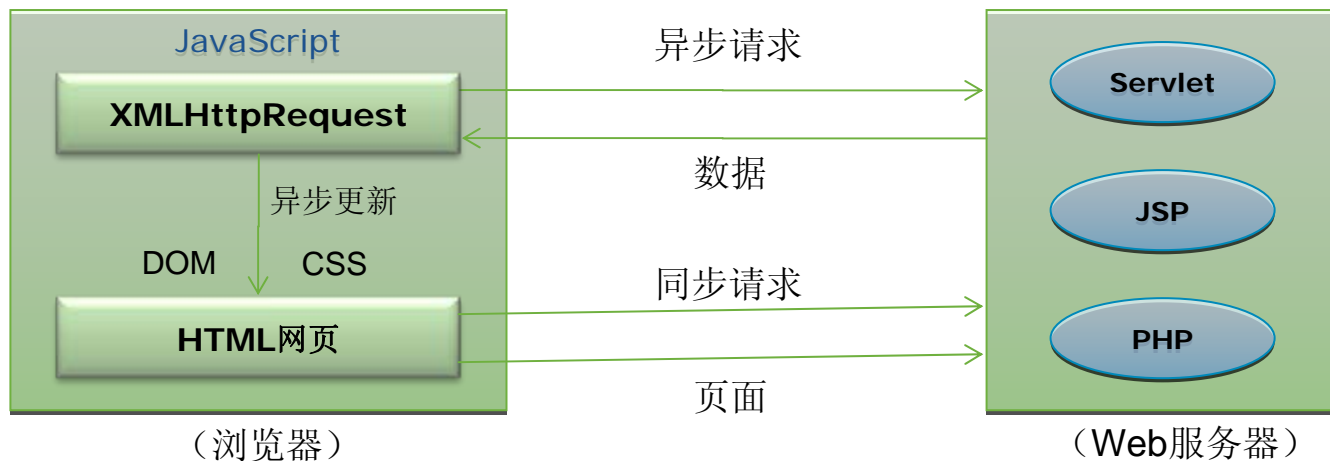 JavaScript
XMLHttpRequest
异步更新
DOM
CSS
HTML网页
（浏览器）
异步请求
数据
同步请求
页面
Servlet
JSP
PHP
（Web服务器）